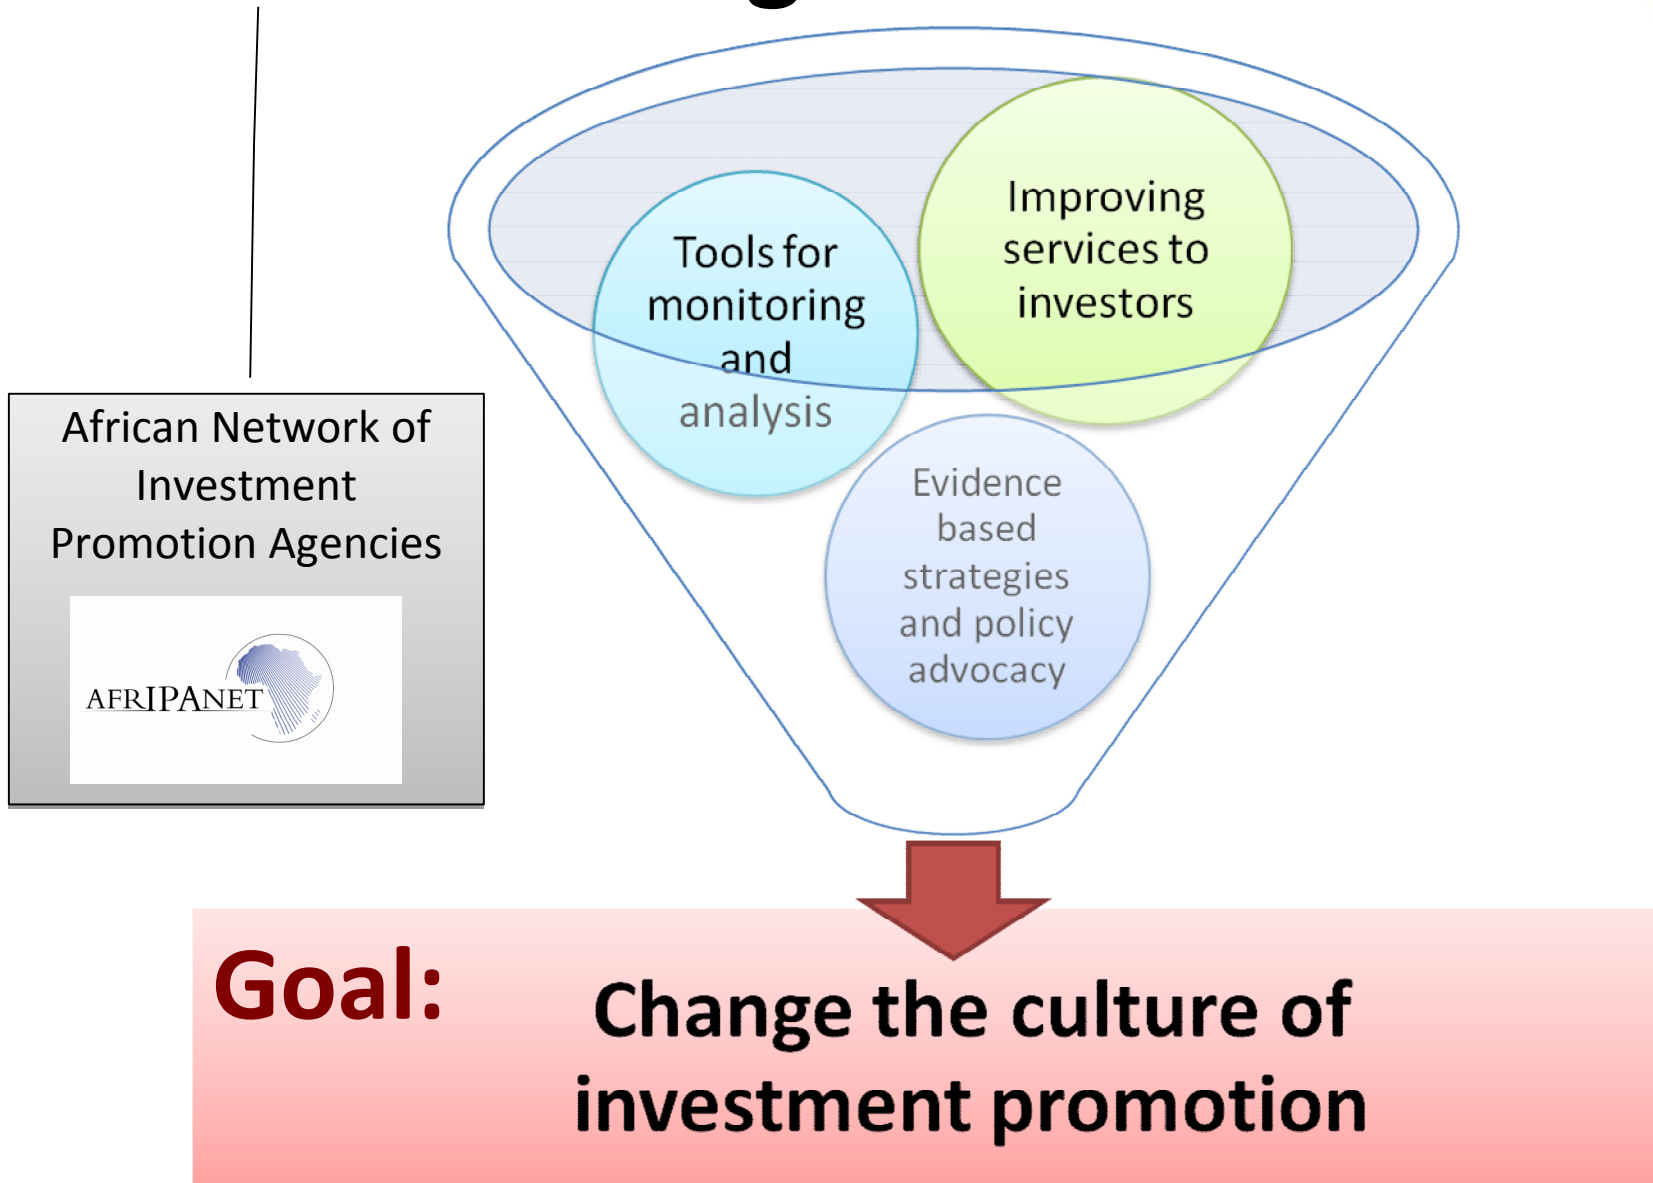 African Network of
Investment
Promotion Agencies
AFRIPANET
Tools for
monitoring
and
analysis
Improving
services to
investors
Evidence
based
strategies
and policy
advocacy
Goal:
Change the culture of
investment promotion